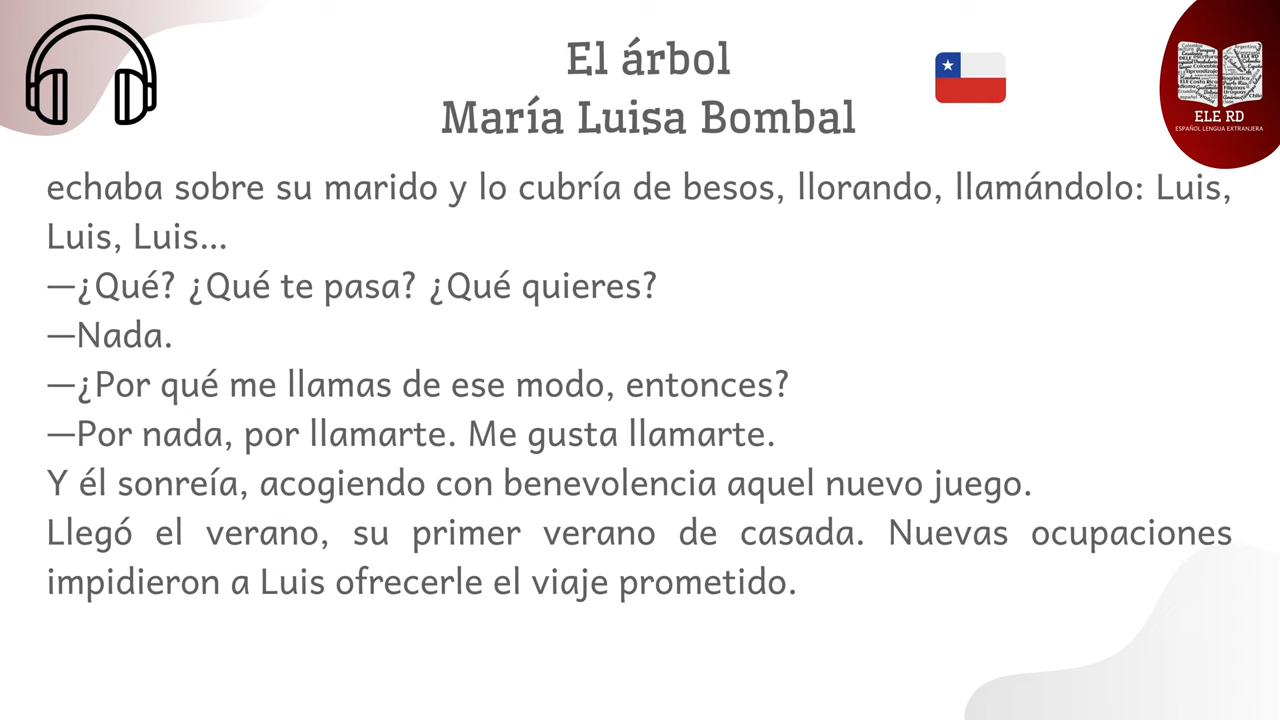 El árbol
María Luisa Bombal
ELE RD
ESPAÑOL LENGUA EXTRANJERA
echaba sobre su marido y lo cubría de besos, llorando, llamándolo: Luis,
Luis, Luis...
—¿Qué? ¿Qué te pasa? ¿Qué quieres?
—Nada.
—¿Por qué me llamas de ese modo, entonces?
—Por nada, por llamarte. Me gusta llamarte.
Y él sonreía, acogiendo con benevolencia aquel nuevo juego.
Llegó el verano, su primer verano de casada. Nuevas ocupaciones
impidieron a Luis ofrecerle el viaje prometido.